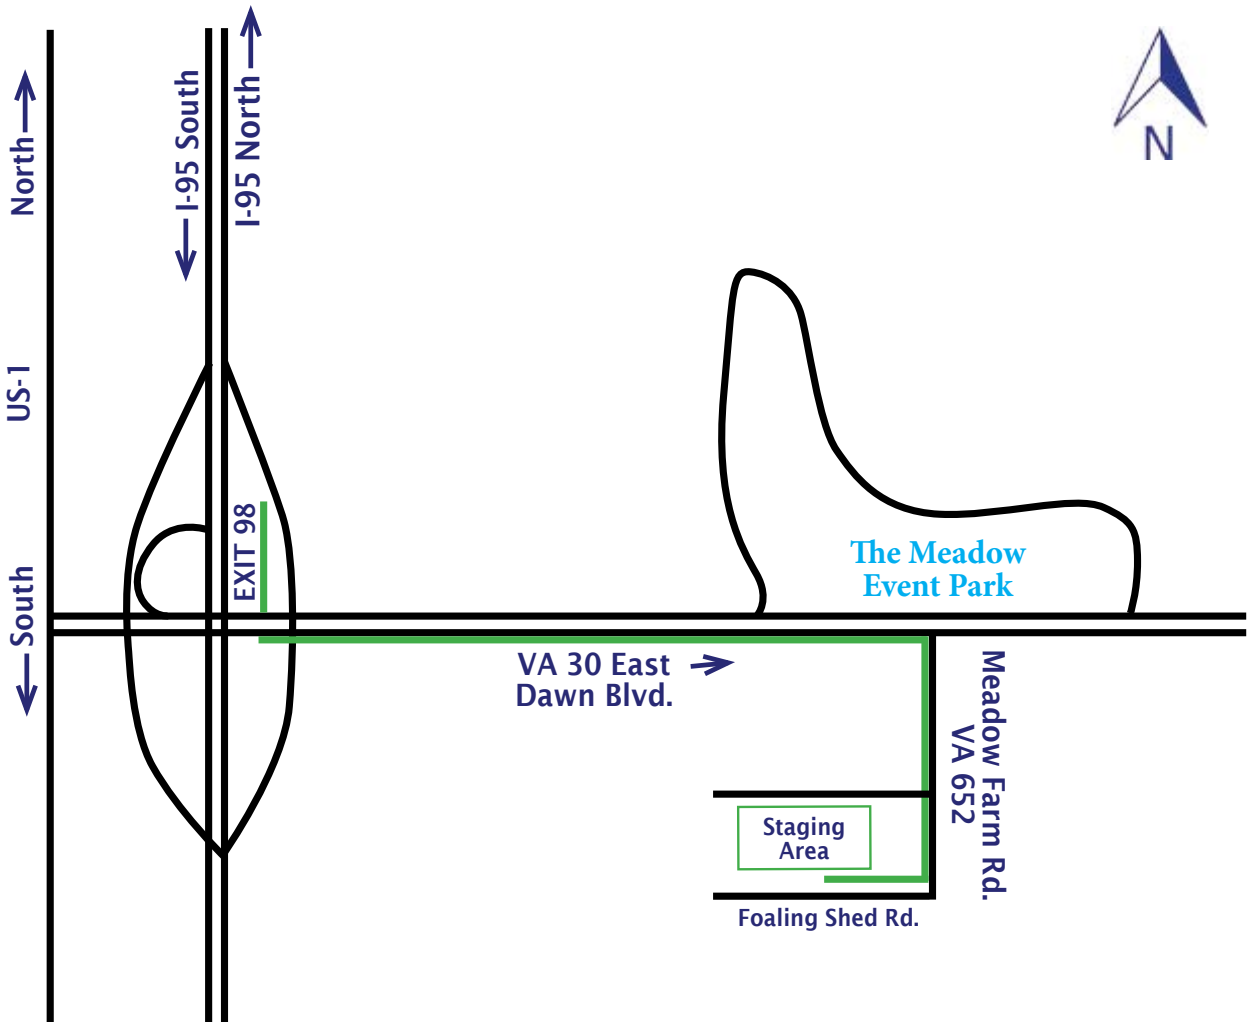 North
I-95 South
I-95 North
N
US-1
South
EXIT 98
The Meadow
Event Park
VA 30 East
Dawn Blvd.
Meadow Farm Rd.
VA 652
Staging
Area
Foaling Shed Rd.